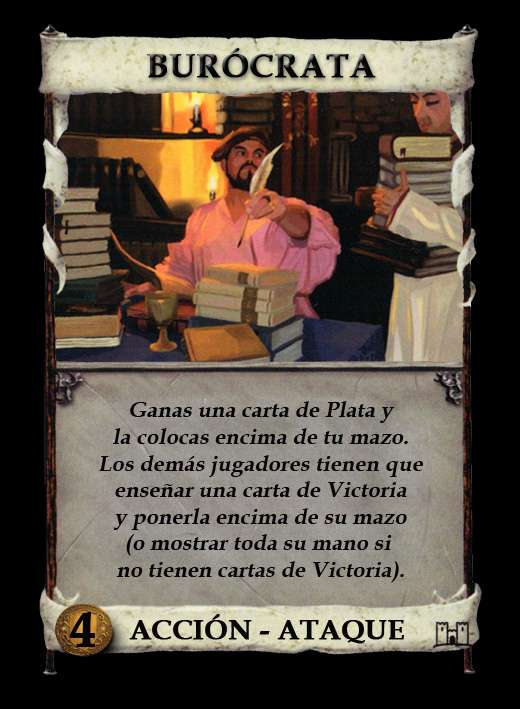 BURÓCRATA
Ganas una carta de Plata y
la colocas encima de tu mazo.
Los demás jugadores tienen que
enseñar una carta de Victoria
y ponerla encima de su mazo
(o mostrar toda su mano si
no tienen cartas de Victoria).
4 ACCIÓN - ATAQUE